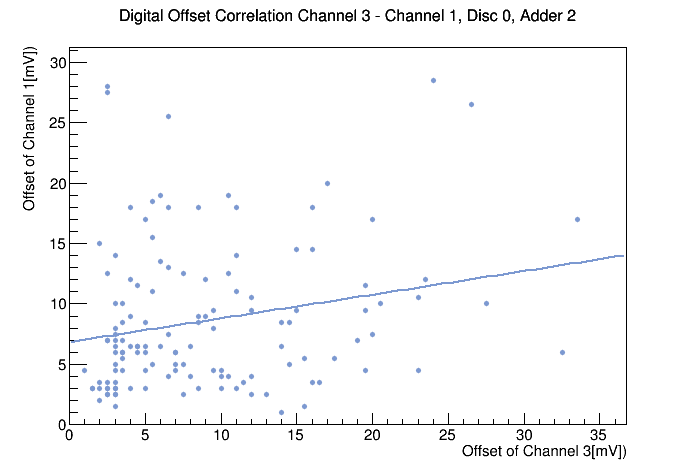 Digital Offset Correlation Channel 3 - Channel 1, Disc 0, Adder 2
Offset of Channel 1[mV])
30
25
20
15
10
5
0
0 5 10 15 20 25 30 35
Offset of Channel 3[mV])